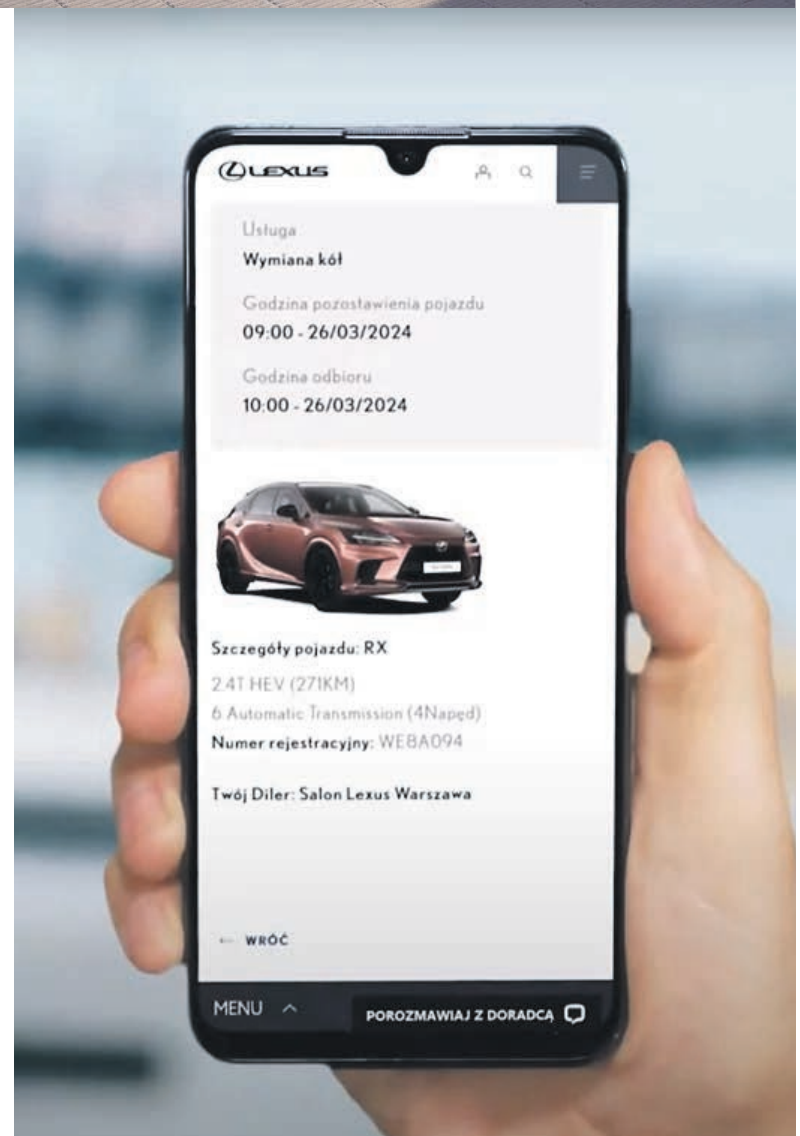 LEXUS
Usługa
Wymiana kół
Godzina pozostawienia pojazdu
09:00 - 26/03/2024
Godzina odbioru
10:00 - 26/03/2024
Szczegóły pojazdu: RX
2.4T HEV (271KM)
6 Automatic Transmission (4Napęd)
Numer rejestracyjny: WE8A094
Twój Diler: Salon Lexus Warszawa
← WRÓĆ
MENU
POROZMAWIAJ Z DORADCĄ